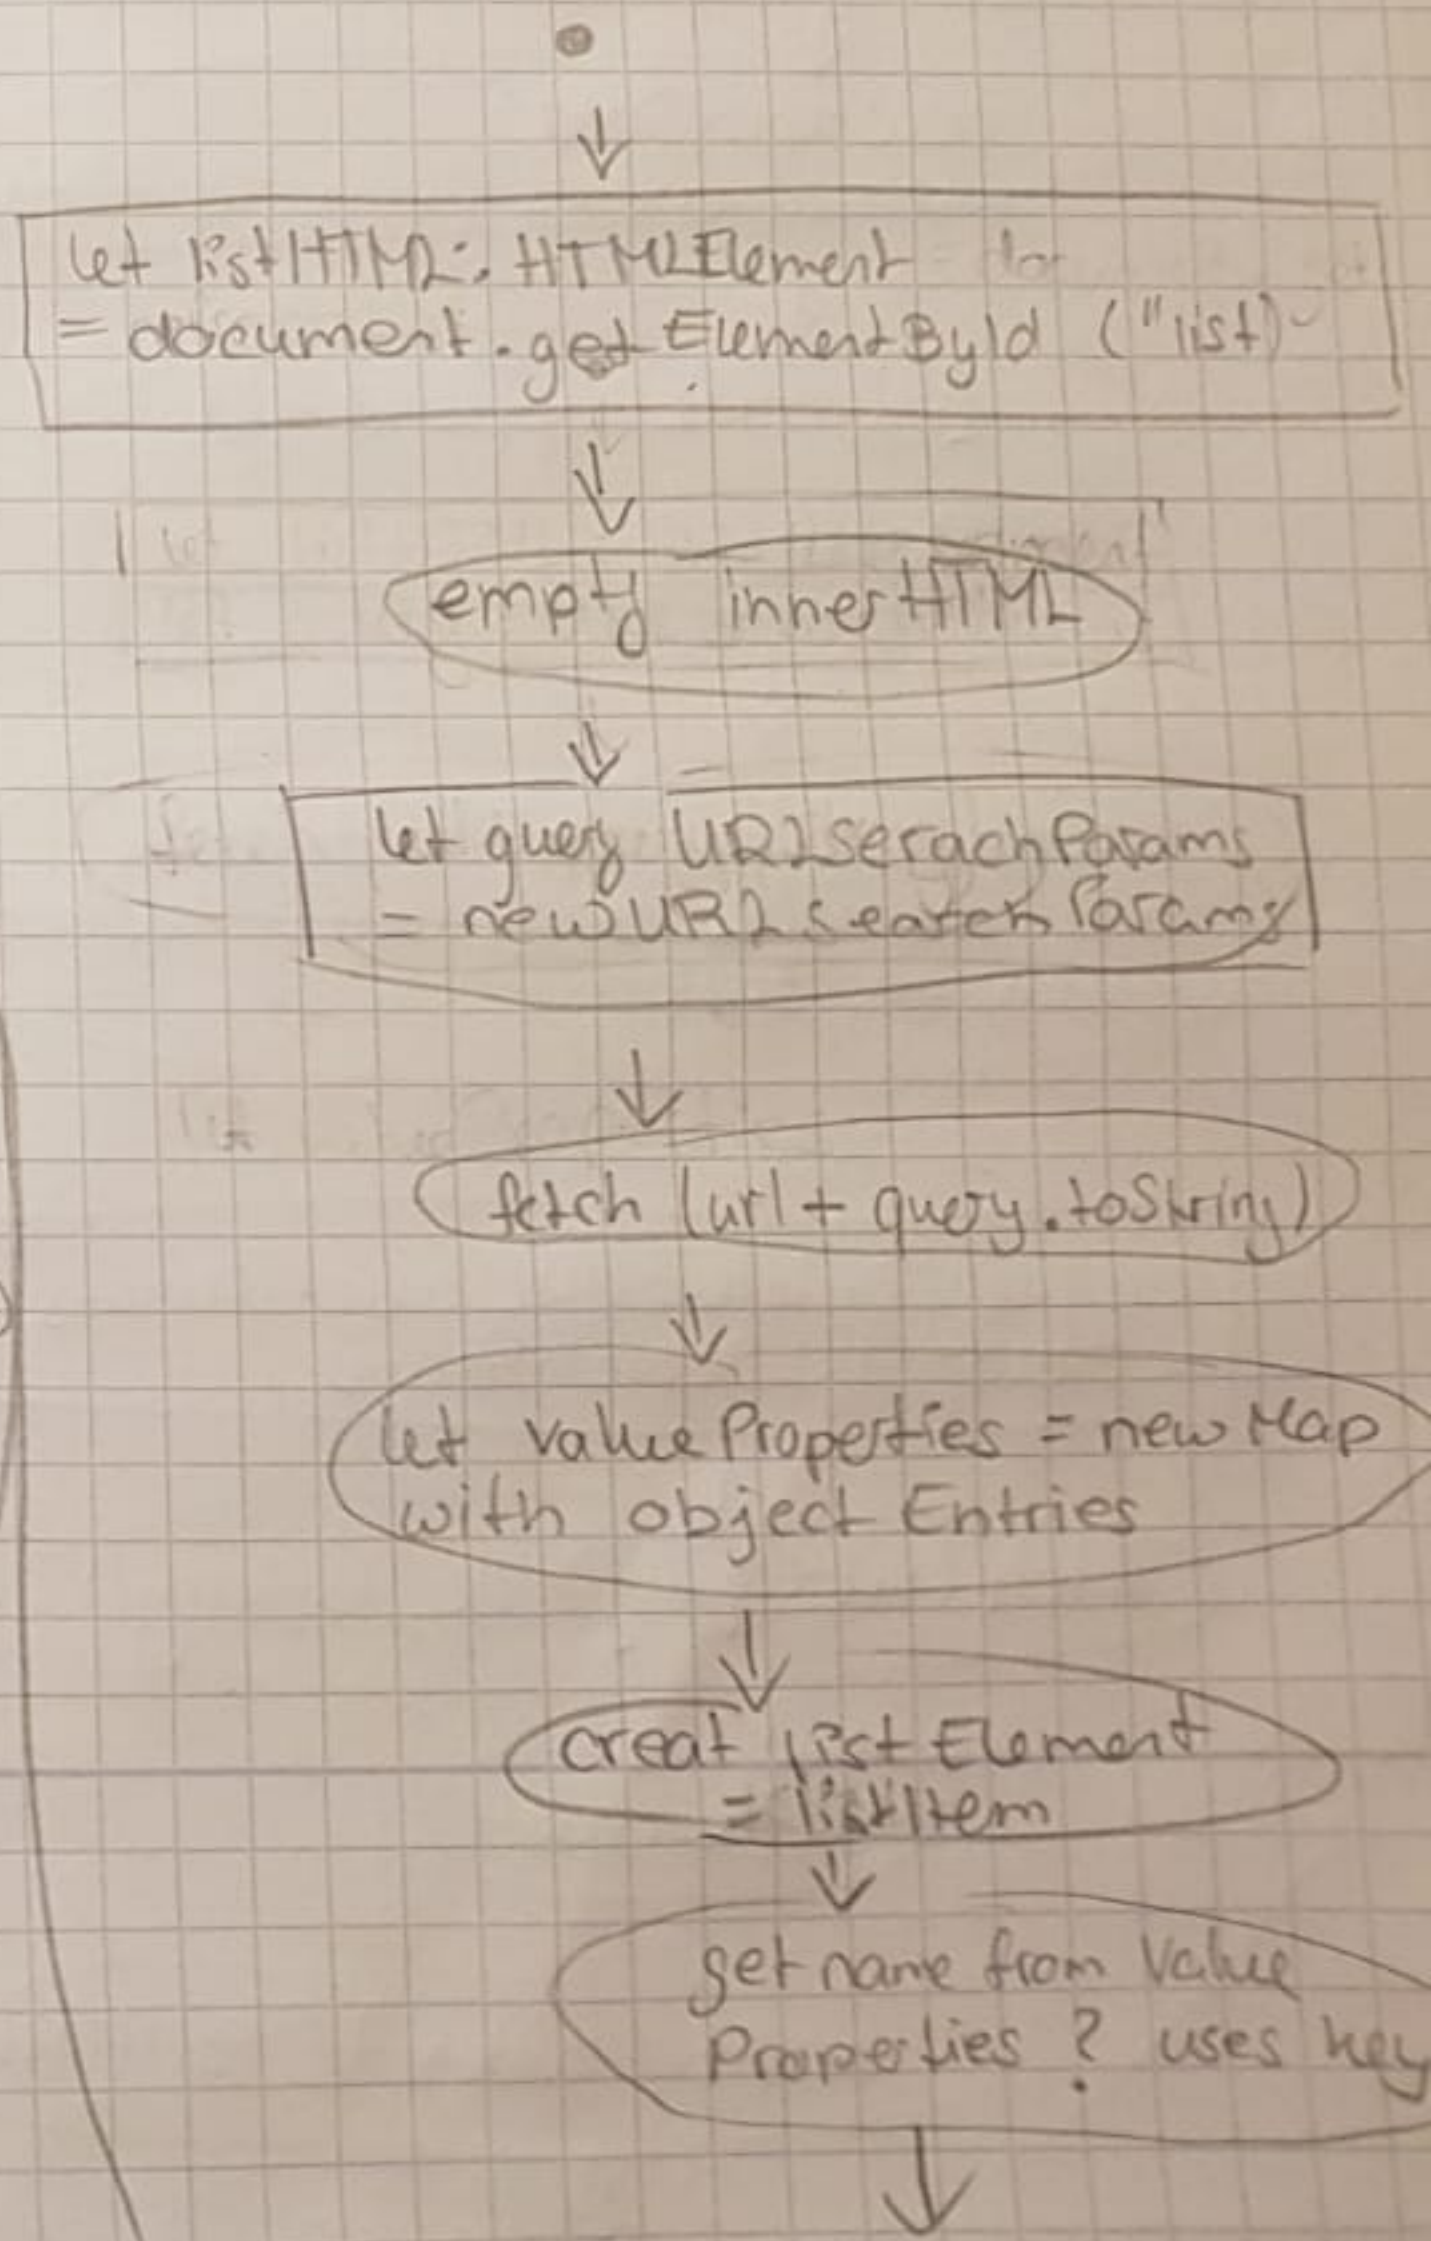 let listHTML: HTMLElement
= document.getElementById ("list)
empty innerHTML
let query URLSerachParams
= new URLSearchParams
fetch (url + query.toString)
let valueProperties = new Map
with object Entries
creat listElement
= listItem
get name from Value
Properties ? uses key